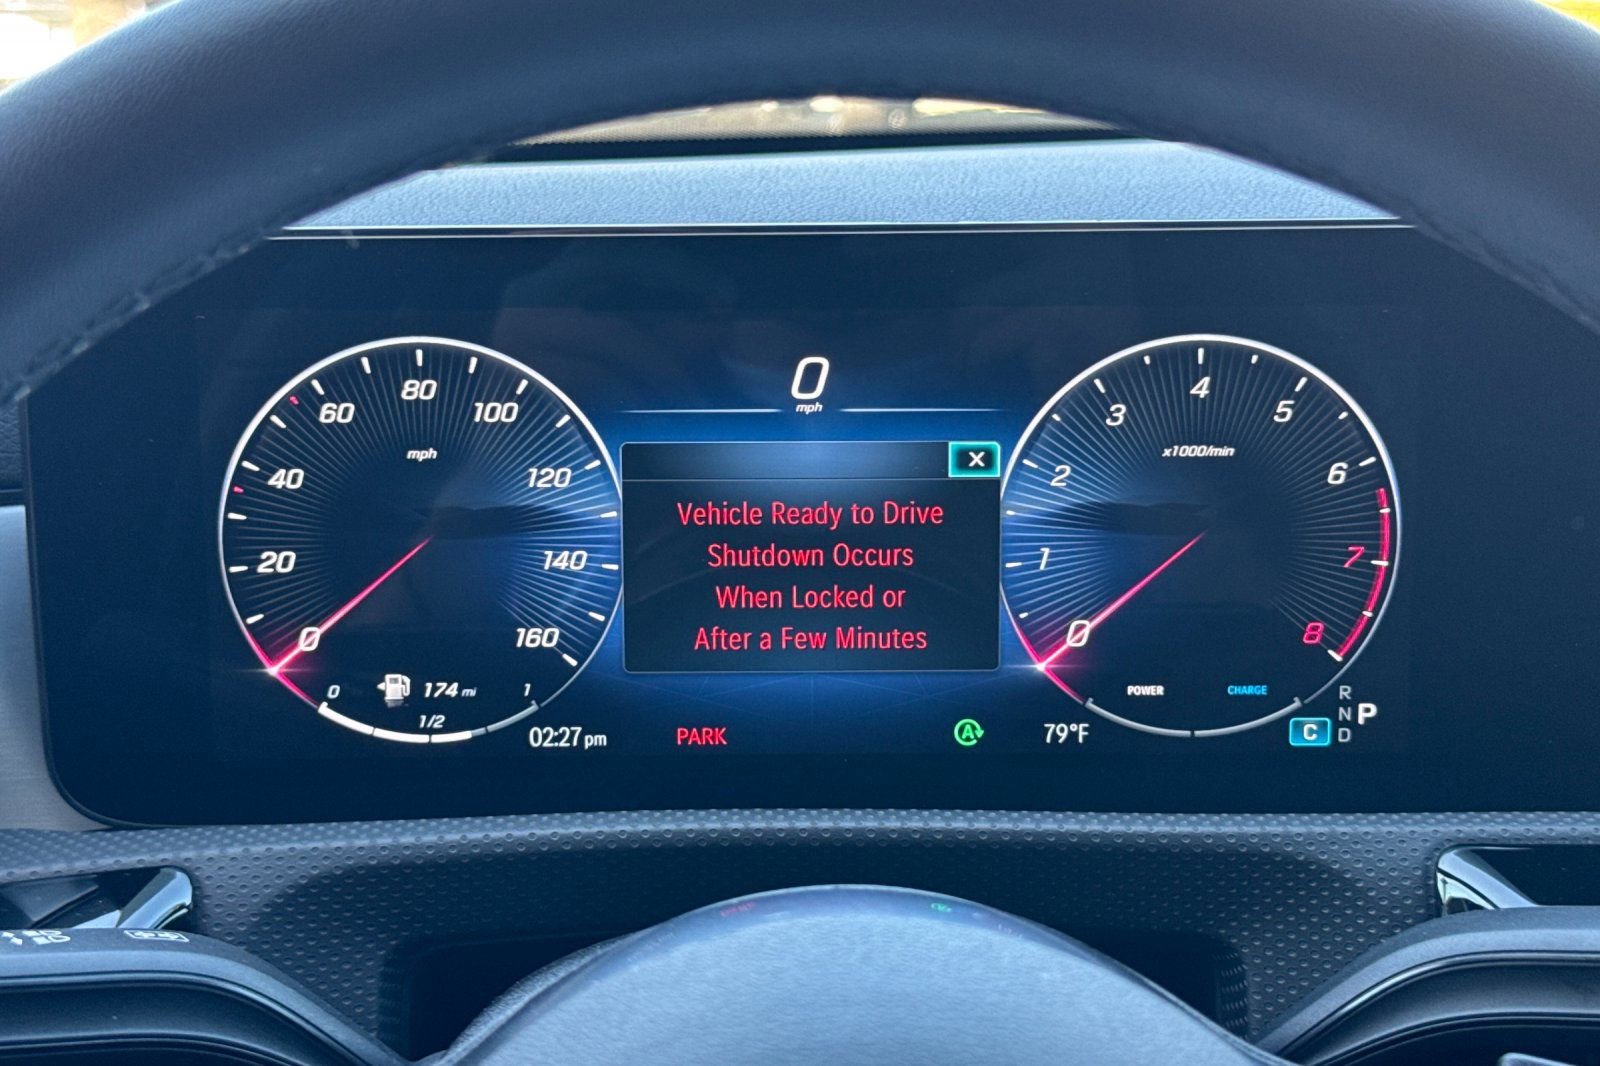 0
mph
X
Vehicle Ready to Drive
Shutdown Occurs
When Locked or
After a Few Minutes
0
20
40
60
80
100
120
140
160
mph
0
1/2
1
174 mi
02:27 pm
PARK
A
79°F
0
1
2
3
4
5
6
7
8
x1000/min
POWER
CHARGE
C
R
N
D
P